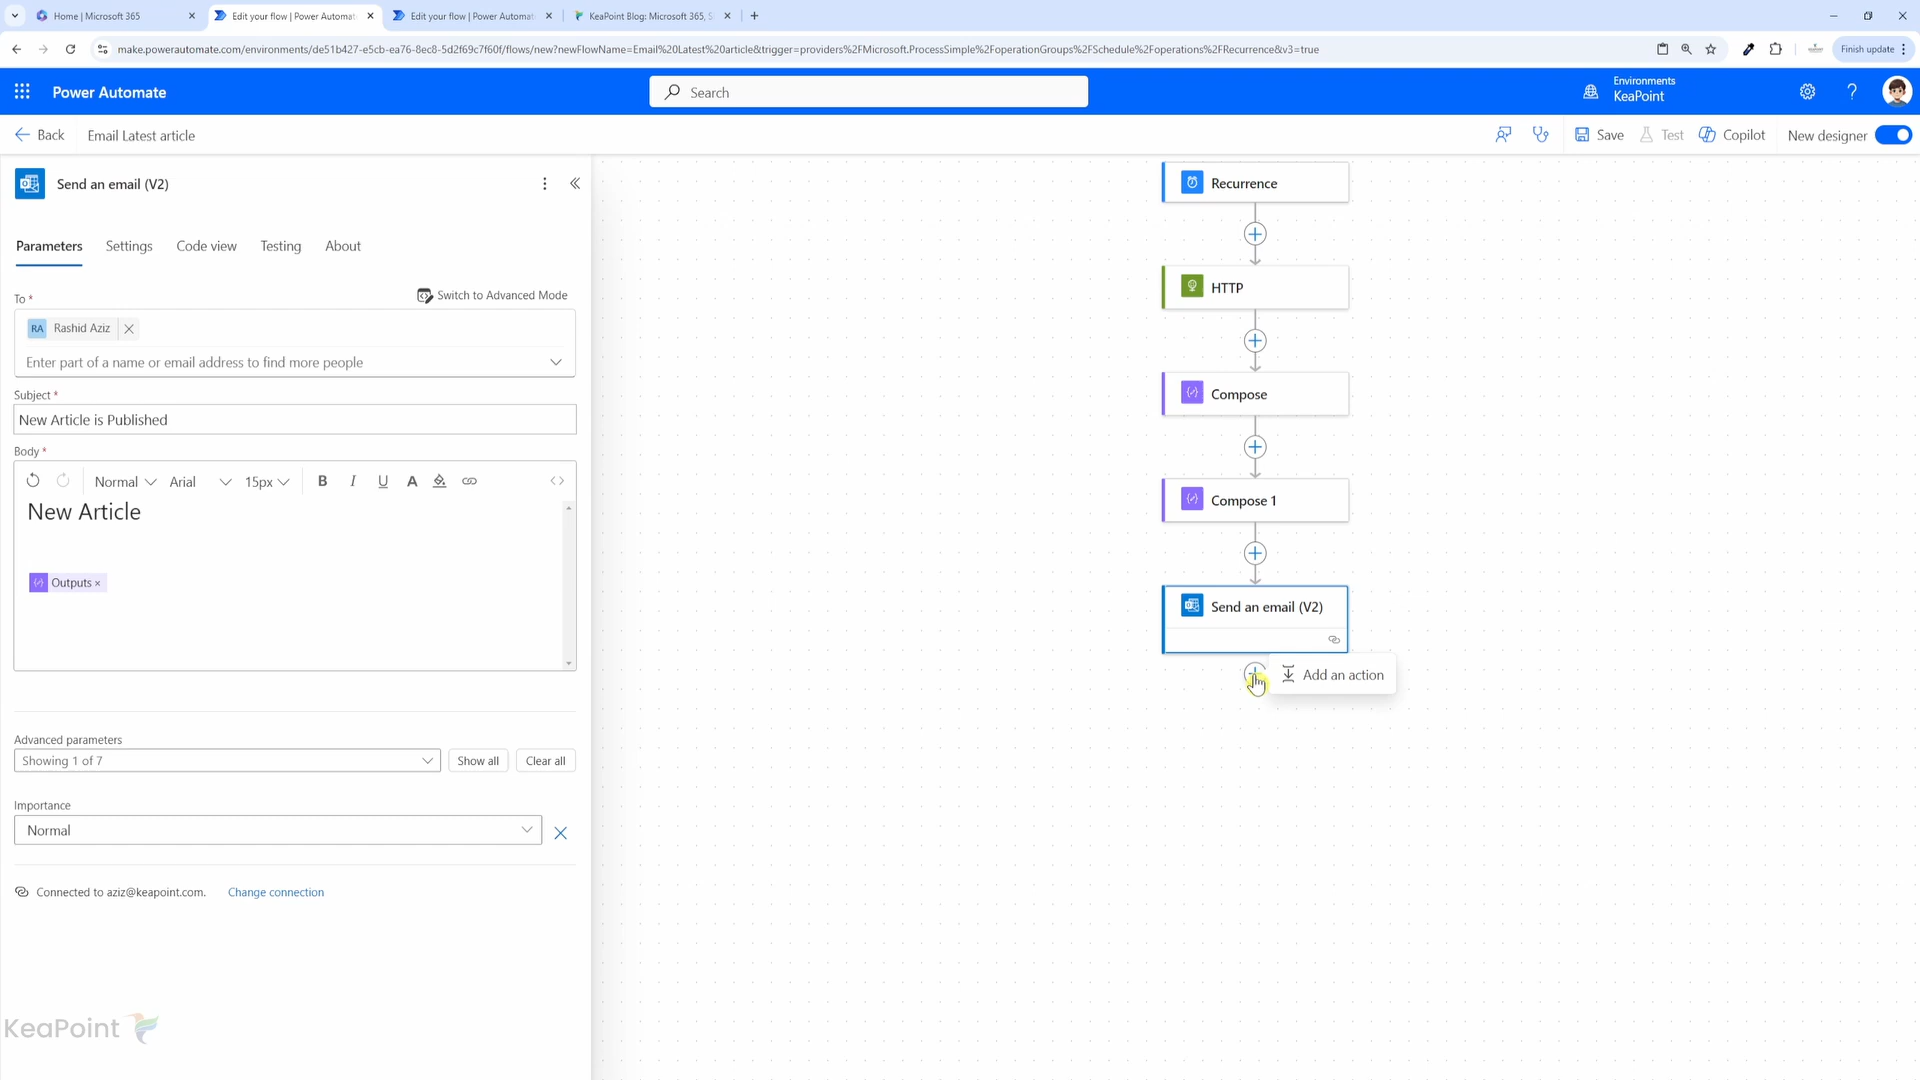 Home | Microsoft 365
Edit your flow | Power Automate
Edit your flow | Power Automate
KeaPoint Blog: Microsoft 365, S
make.powerautomate.com/environments/de51b427-e5cb-ea76-8ec8-5d2f69c7f60f/flows/new?newFlowName=Email%20Latest%20article&trigger=providers%2FMicrosoft.ProcessSimple%2FoperationGroups%2FSchedule%2Foperations%2FRecurrence&v3=true
Finish update
Power Automate
Search
Environments
KeaPoint
Back
Email Latest article
Save
Test
Copilot
New designer
Send an email (V2)
Parameters
Settings
Code view
Testing
About
To *
Switch to Advanced Mode
RA
Rashid Aziz
Enter part of a name or email address to find more people
Subject *
New Article is Published
Body *
Normal
Arial
15px
B
I
U
A
New Article
Outputs
Advanced parameters
Showing 1 of 7
Show all
Clear all
Importance
Normal
Connected to aziz@keapoint.com.
Change connection
KeaPoint
Recurrence
HTTP
Compose
Compose 1
Send an email (V2)
Add an action